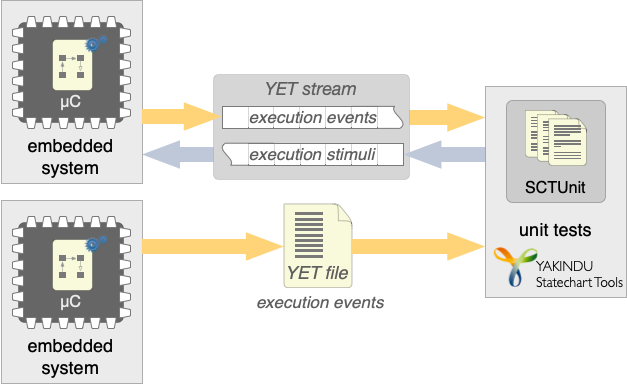 μC
embedded
system
YET stream
execution events
execution stimuli
SCTUnit
unit tests
YAKINDU
Statechart Tools
μC
embedded
system
YET file
execution events